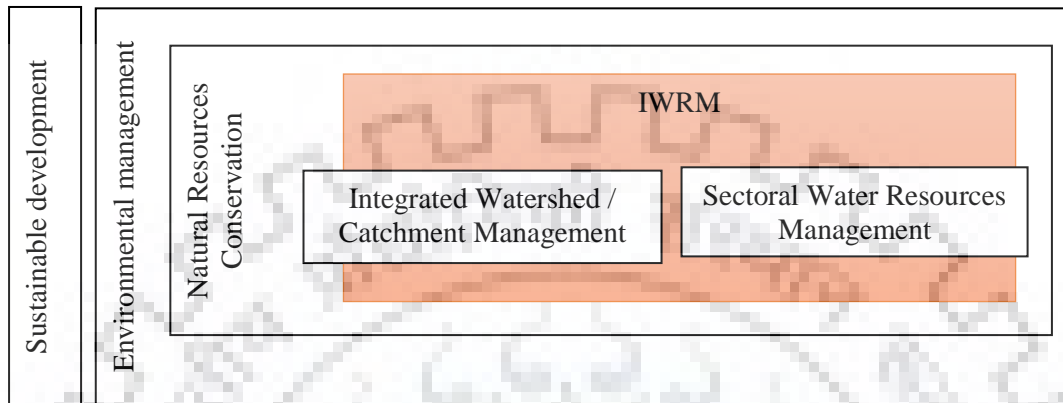 Sustainable development
Environmental management
Natural Resources
Conservation
IWRM
Integrated Watershed /
Catchment Management
Sectoral Water Resources
Management